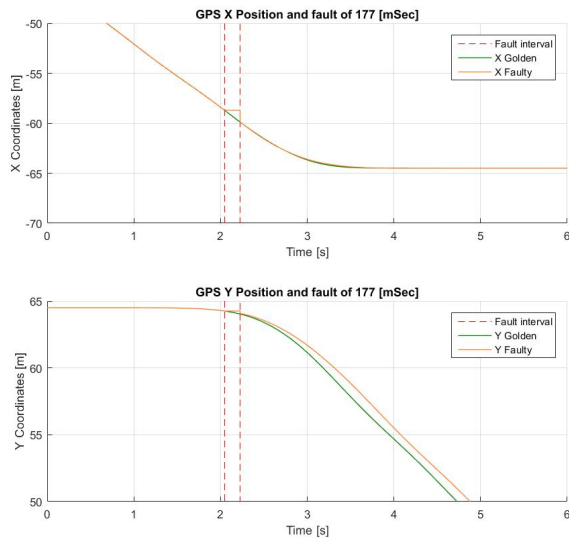 GPS X Position and fault of 177 [mSec]
-50
-55
-60
-65
-70
X Coordinates [m]
Fault interval
X Golden
X Faulty
0 1 2 3 4 5 6
Time [s]
GPS Y Position and fault of 177 [mSec]
65
60
55
50
Y Coordinates [m]
Fault interval
Y Golden
Y Faulty
0 1 2 3 4 5 6
Time [s]